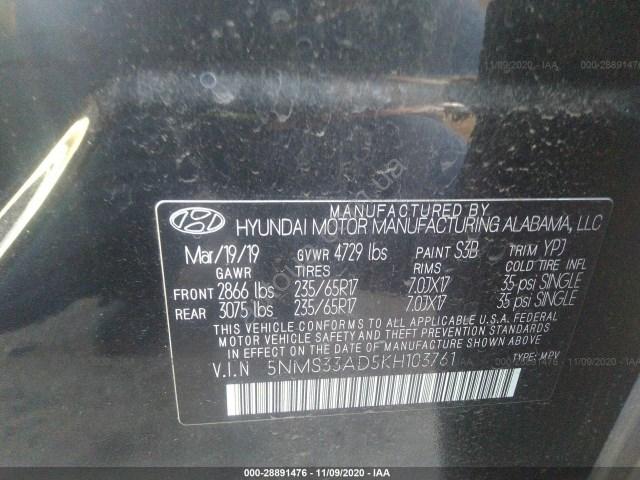 000-28891476 - 11/09/2020 - IAA
MANUFACTURED BY
HYUNDAI MOTOR MANUFACTURING ALABAMA, LLC
Mar/19/19 GVWR 4729 lbs PAINT S3B TRIM YPJ
GAWR TIRES RIMS COLD TIRE INFL
FRONT 2866 lbs 235/65R17 7.0JX17 35 psi SINGLE
REAR 3075 lbs 235/65R17 7.0JX17 35 psi SINGLE
THIS VEHICLE CONFORMS TO ALL APPLICABLE U.S.A. FEDERAL
MOTOR VEHICLE SAFETY AND THEFT PREVENTION STANDARDS
IN EFFECT ON THE DATE OF MANUFACTURE SHOWN ABOVE.
V.I.N 5NMS33AD5KH103761 TYPE: MPV
000-28891476 - 11/09/2020 - IAA